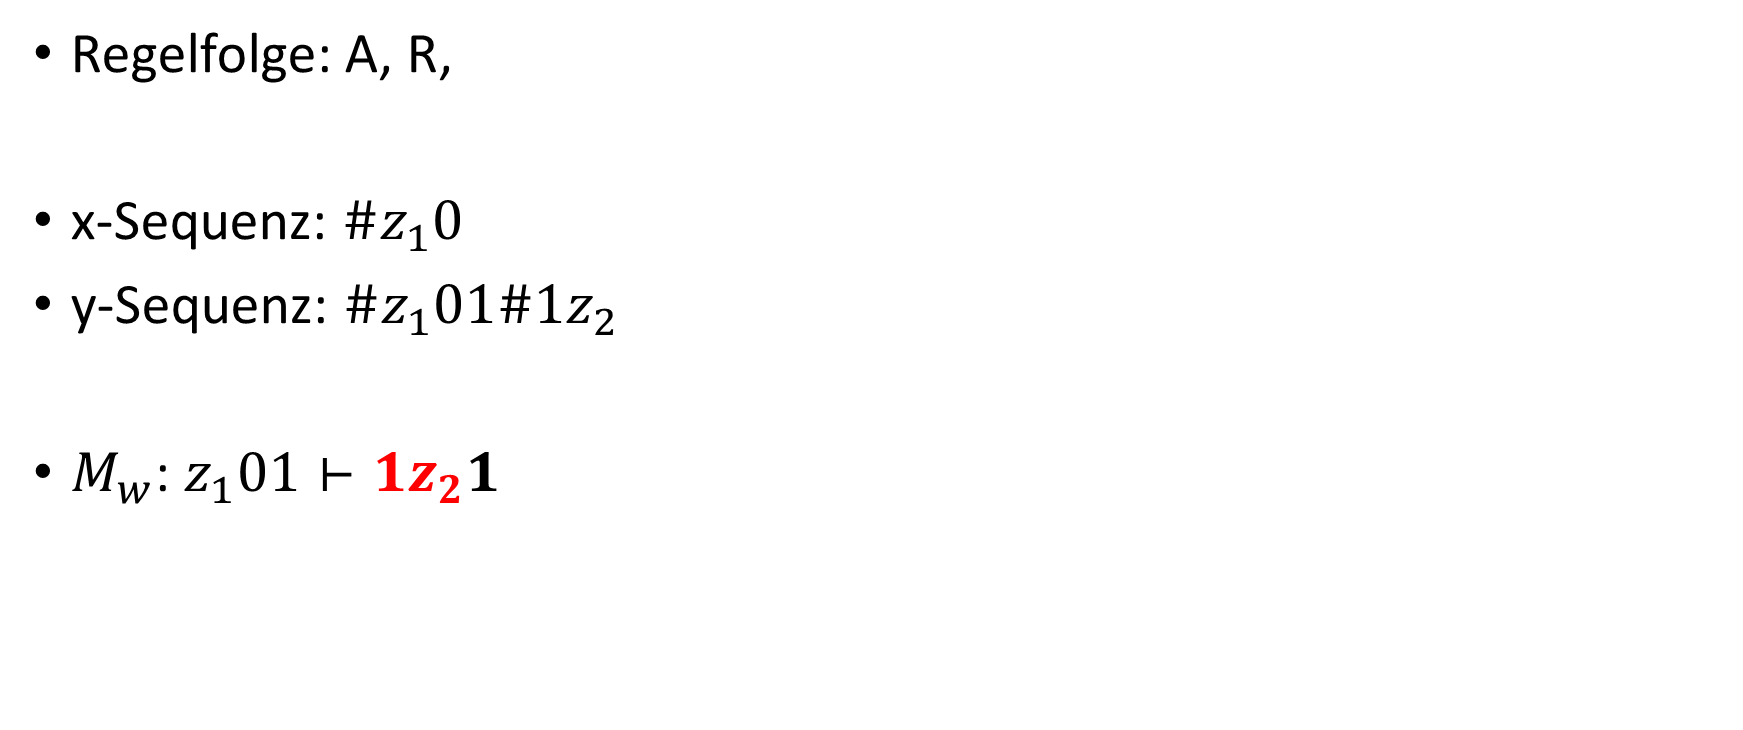 • Regelfolge: A, R,
• x-Sequenz: #z₁0
• y-Sequenz: #z₁01#1z₂
• M_w: z₁01 ⊢ 1z₂1